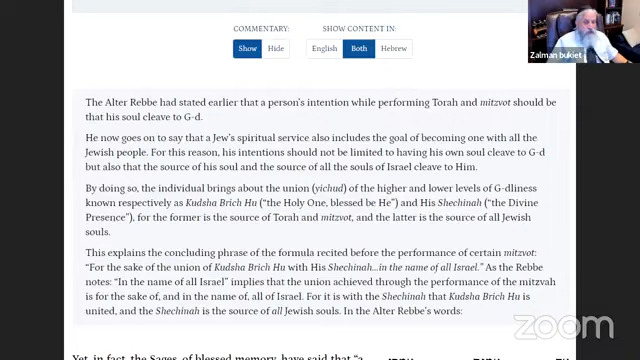 COMMENTARY:
SHOW CONTENT IN:
Show
Hide
English
Both
Hebrew
Zalman bukiet
The Alter Rebbe had stated earlier that a person's intention while performing Torah and mitzvot should be
that his soul cleave to G-d.
He now goes on to say that a Jew's spiritual service also includes the goal of becoming one with all the
Jewish people. For this reason, his intentions should not be limited to having his own soul cleave to G-d
but also that the source of his soul and the source of all the souls of Israel cleave to Him.
By doing so, the individual brings about the union (yichud) of the higher and lower levels of G-dliness
known respectively as Kudsha Brich Hu ("the Holy One, blessed be He") and His Shechinah ("the Divine
Presence"), for the former is the source of Torah and mitzvot, and the latter is the source of all Jewish
souls.
This explains the concluding phrase of the formula recited before the performance of certain mitzvot:
"For the sake of the union of Kudsha Brich Hu with His Shechinah...in the name of all Israel." As the Rebbe
notes: "In the name of all Israel" implies that the union achieved through the performance of the mitzvah
is for the sake of, and in the name of, all of Israel. For it is with the Shechinah that Kudsha Brich Hu is
united, and the Shechinah is the source of all Jewish souls. In the Alter Rebbe's words:
zoom
Yet, in fact, the Sages, of blessed memory, have said that "a